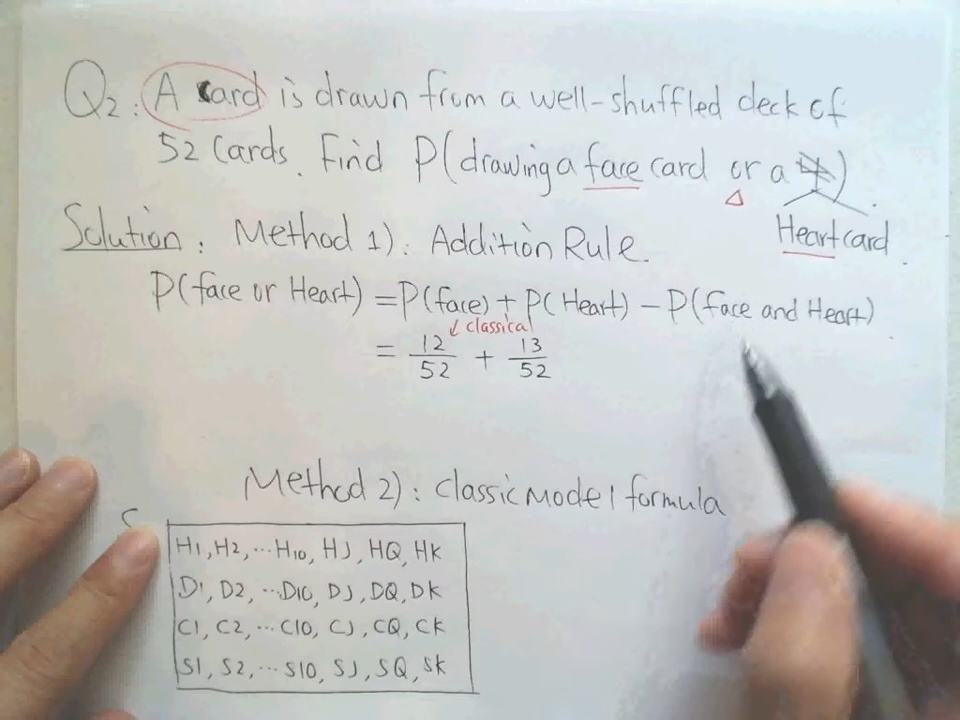 Q2: A card is drawn from a well-shuffled deck of
52 Cards. Find P(drawing a face card or a )
Heart card.
Solution: Method 1): Addition Rule.
P(face or Heart) = P(face) + P(Heart) - P(face and Heart)
classical
= 12/52 + 13/52
Method 2): classic model formula
S
H1, H2, ...H10, HJ, HQ, HK
D1, D2, ...D10, DJ, DQ, DK
C1, C2, ...C10, CJ, CQ, CK
S1, S2, ...S10, SJ, SQ, SK